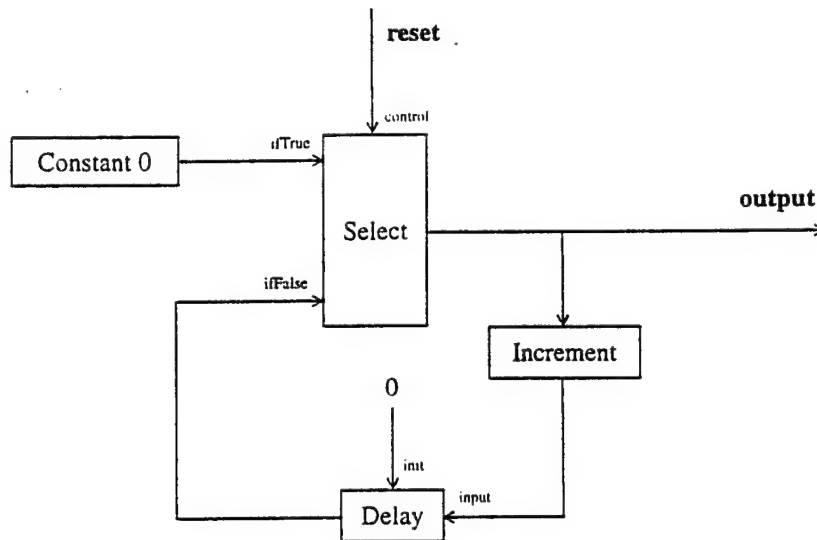 reset
control
Constant 0
ifTrue
output
Select
ifFalse
Increment
0
init
input
Delay